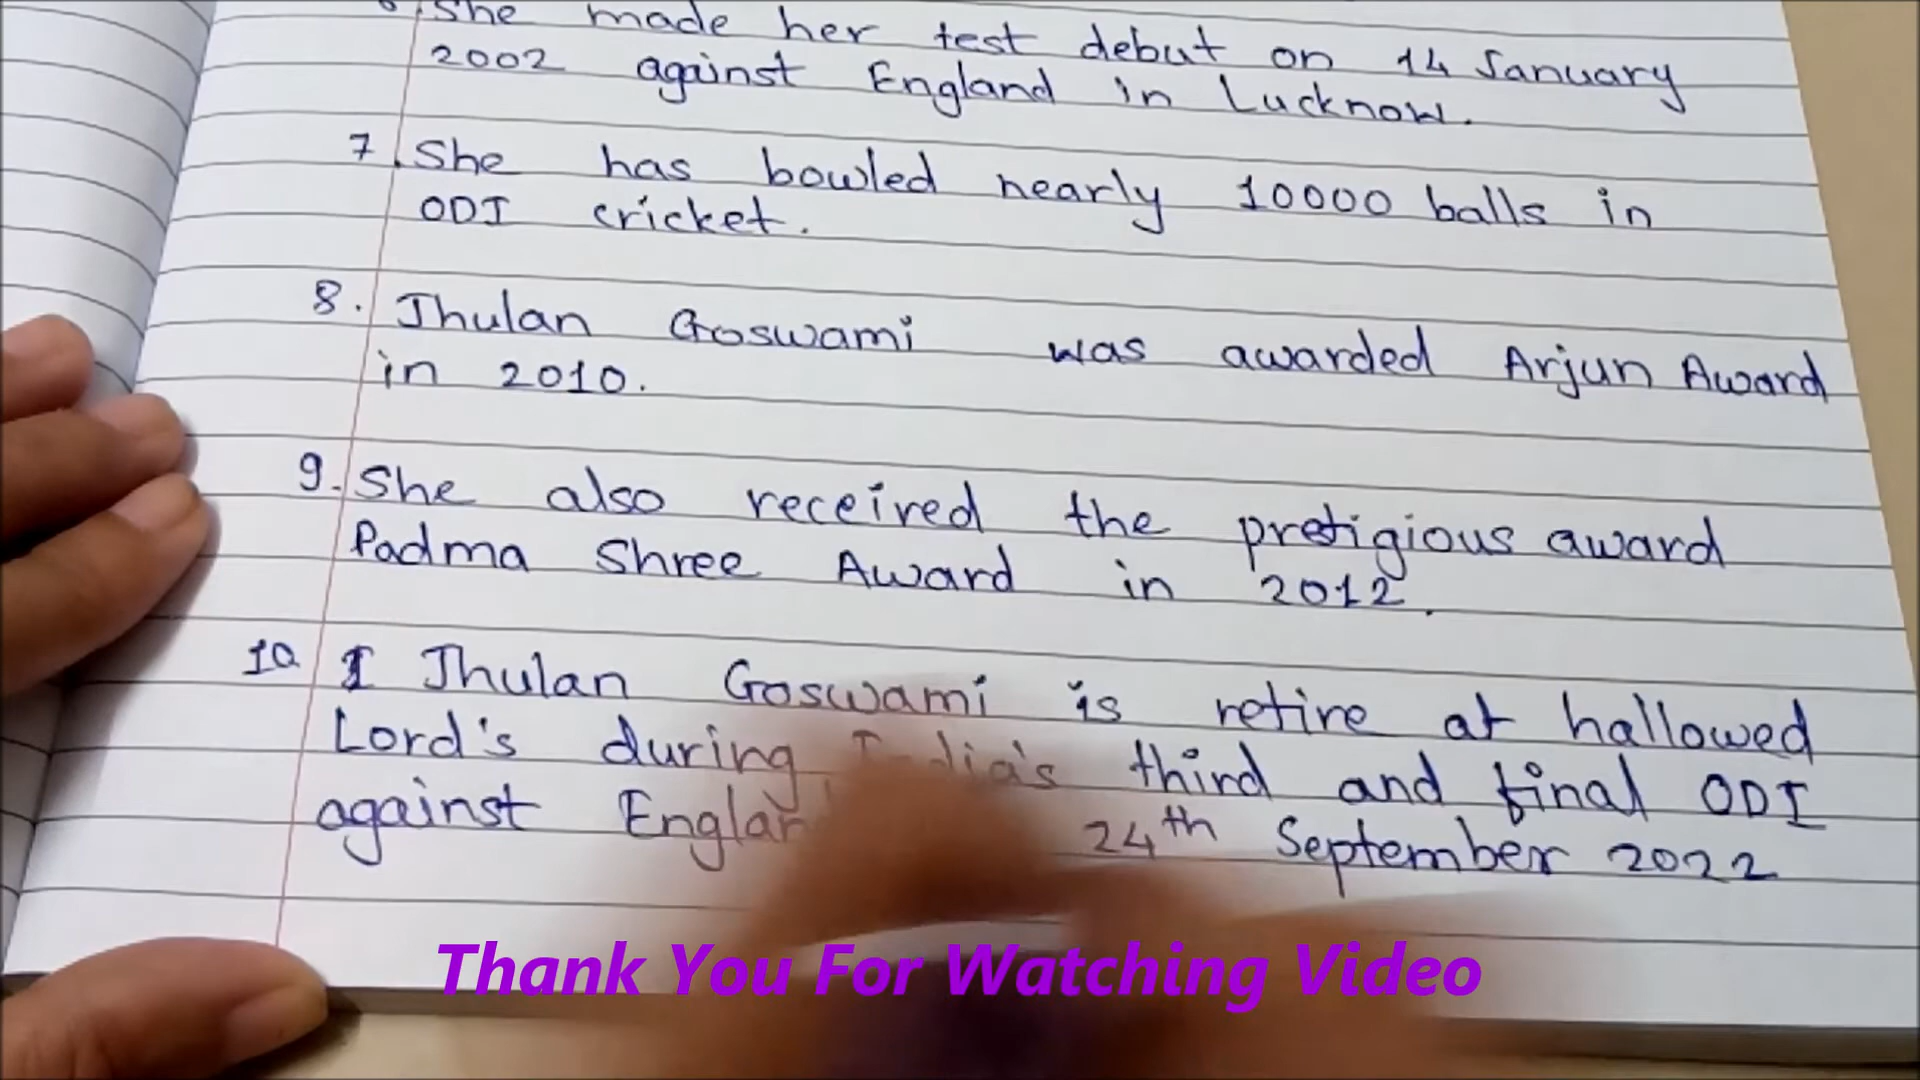 She made her test debut on 14 January
2002 against England in Lucknow.
7. She has bowled nearly 10000 balls in
ODI cricket.
8. Jhulan Goswami was awarded Arjun Award
in 2010.
9. She also received the pretigious award
Padma Shree Award in 2012.
10 Jhulan Goswami is retire at hallowed
Lord's during India's third and final ODI
against England 24th September 2022
Thank You For Watching Video